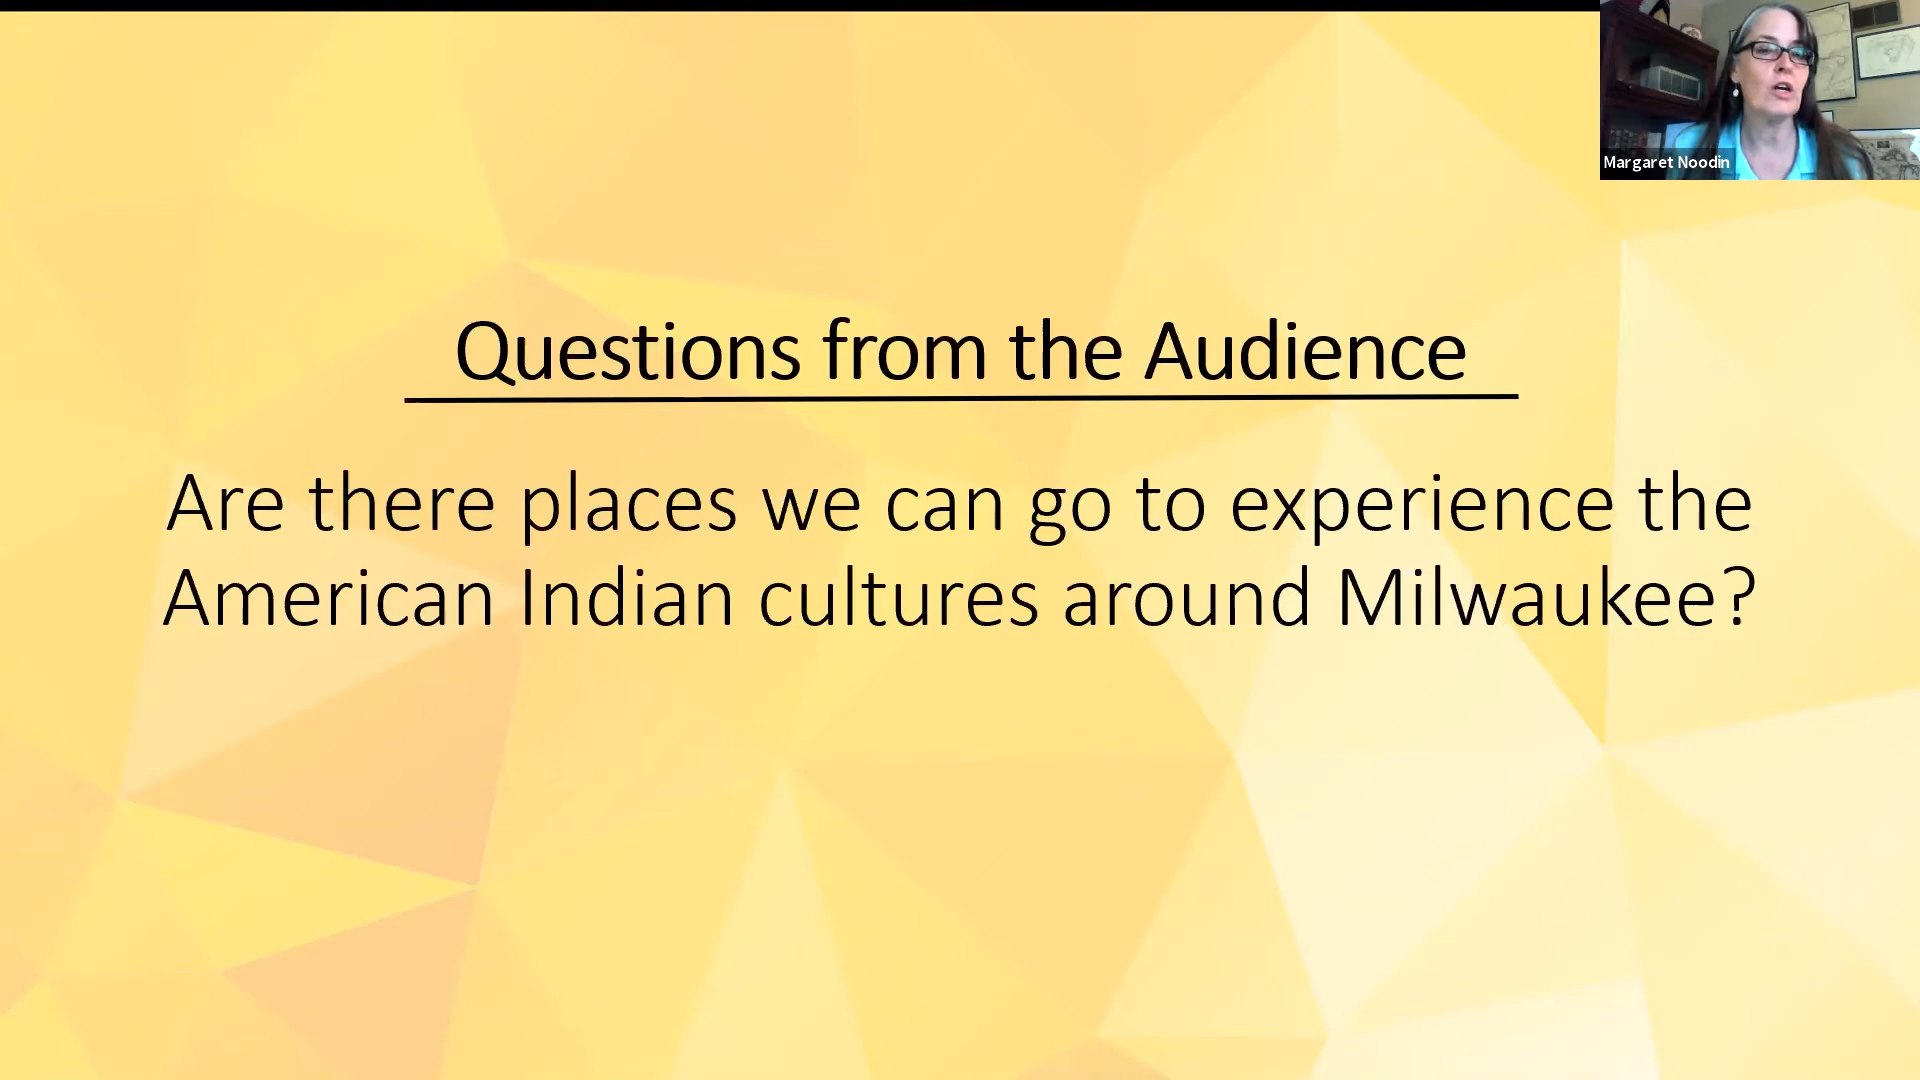 Margaret Noodin
Questions from the Audience
Are there places we can go to experience the
American Indian cultures around Milwaukee?